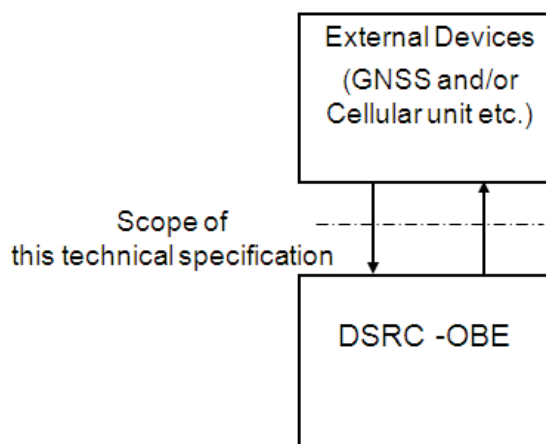 External Devices
(GNSS and/or
Cellular unit etc.)
Scope of
this technical specification
DSRC -OBE